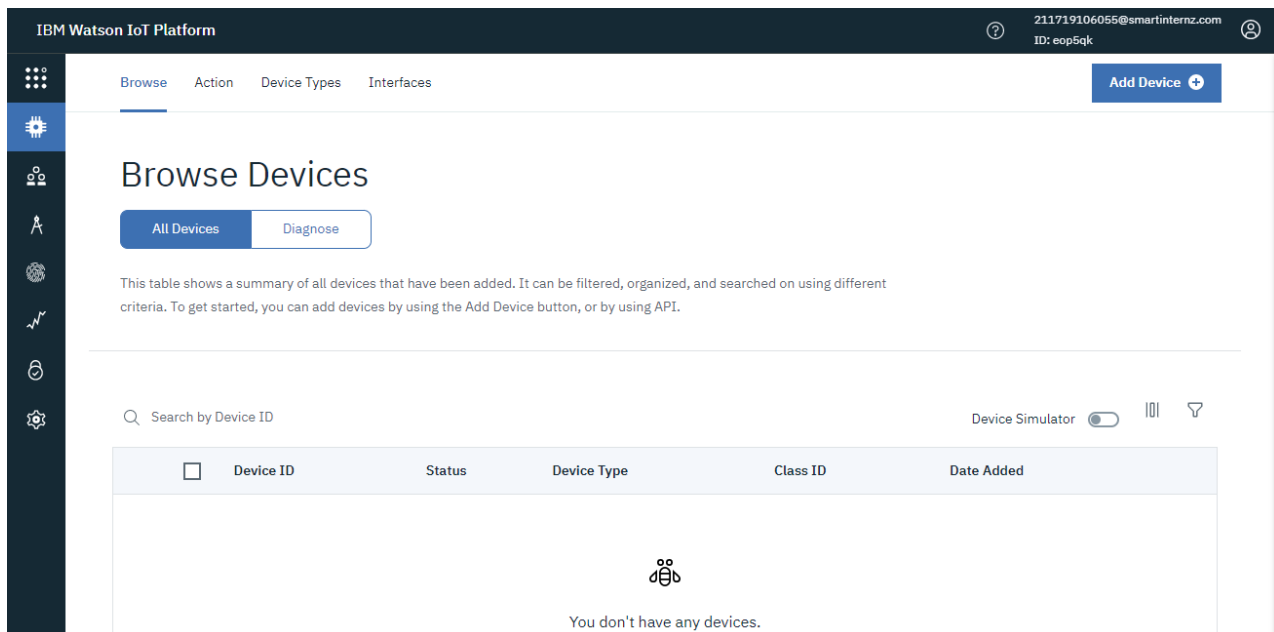 IBM Watson IoT Platform
211719106055@smartinternz.com
ID: eop5qk
Browse Action Device Types Interfaces
Add Device
Browse Devices
All Devices Diagnose
This table shows a summary of all devices that have been added. It can be filtered, organized, and searched on using different
criteria. To get started, you can add devices by using the Add Device button, or by using API.
Search by Device ID
Device Simulator
Device ID Status Device Type Class ID Date Added
You don't have any devices.